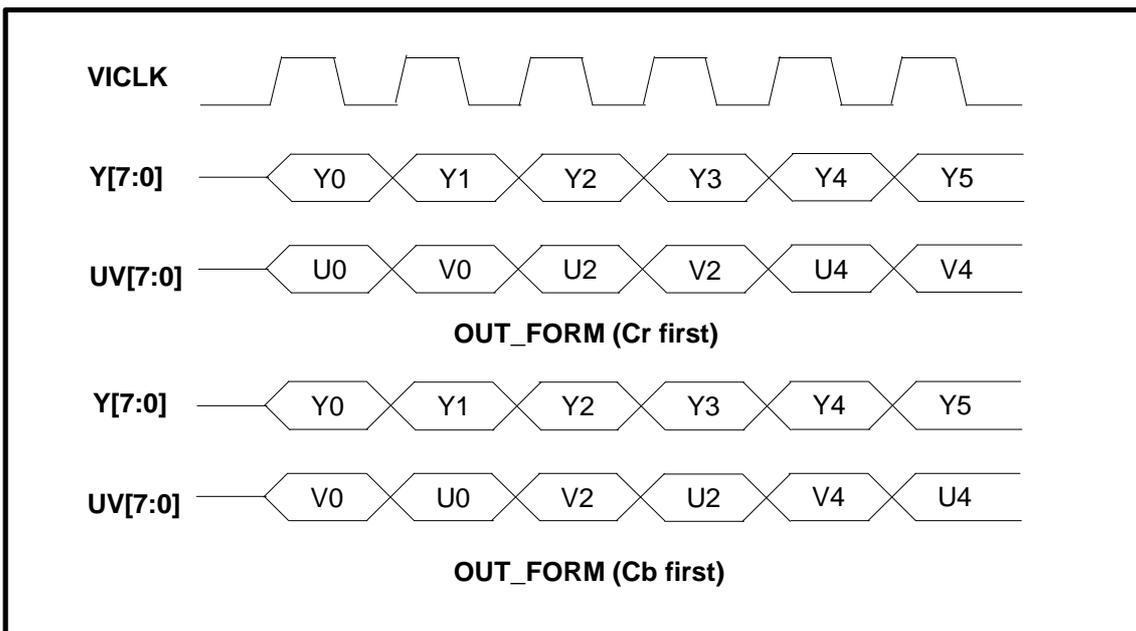 VICLK
Y[7:0] Y0 Y1 Y2 Y3 Y4 Y5
UV[7:0] U0 V0 U2 V2 U4 V4
OUT_FORM (Cr first)
Y[7:0] Y0 Y1 Y2 Y3 Y4 Y5
UV[7:0] V0 U0 V2 U2 V4 U4
OUT_FORM (Cb first)